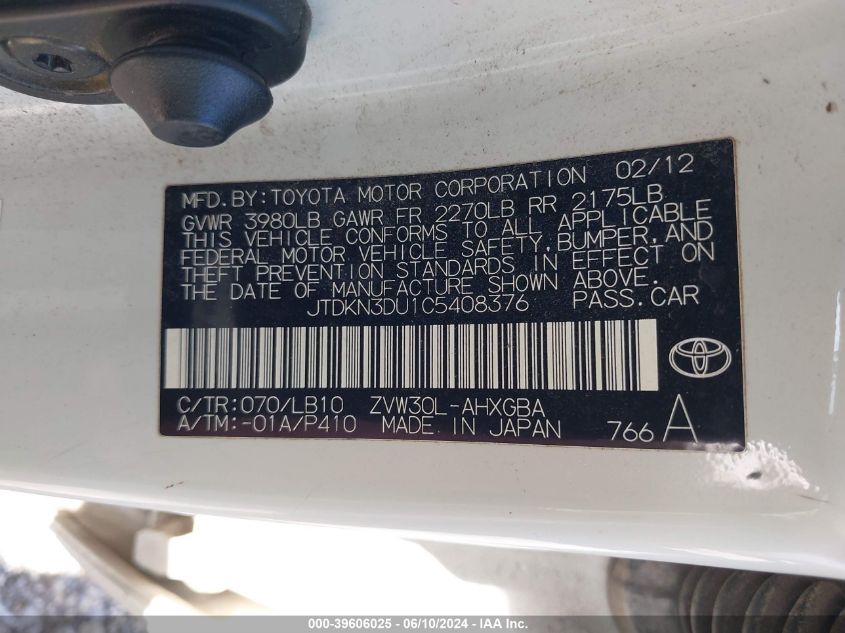 MFD. BY: TOYOTA MOTOR CORPORATION 02/12
GVWR 3980LB GAWR FR 2270LB RR 2175LB
THIS VEHICLE CONFORMS TO ALL APPLICABLE
FEDERAL MOTOR VEHICLE SAFETY, BUMPER, AND
THEFT PREVENTION STANDARDS IN EFFECT ON
THE DATE OF MANUFACTURE SHOWN ABOVE.
JTDKN3DU1C5408376 PASS. CAR
C/TR: 070/LB10 ZVW30L-AHXGBA
A/TM: -01A/P410 MADE IN JAPAN 766 A
000-39606025 - 06/10/2024 - IAA Inc.